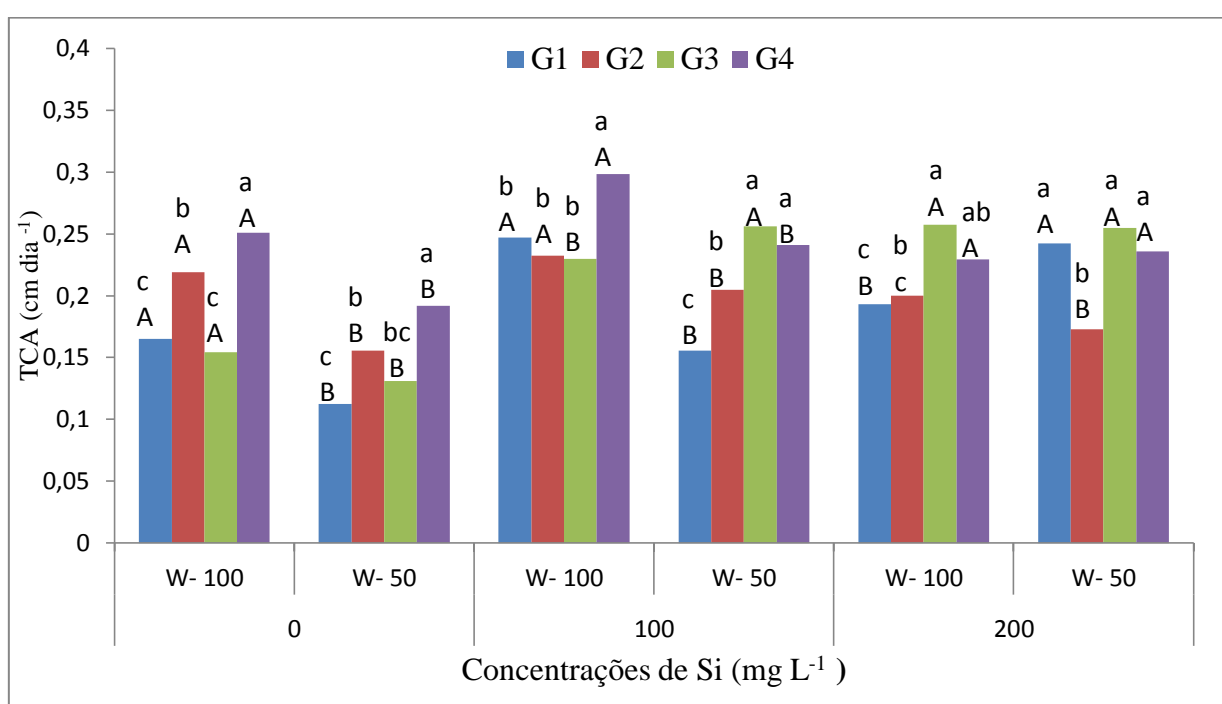 0,4
0,35
0,3
0,25
0,2
0,15
0,1
0,05
0
TCA (cm dia -1)
G1 G2 G3 G4
c A
b A
c A
a A
c B
b B
bc B
a B
b A
b A
b B
a A
c B
b B
a A
a B
c B
b c
a A
ab A
a A
b B
a A
a A
W- 100 W- 50 W- 100 W- 50 W- 100 W- 50
0 100 200
Concentrações de Si (mg L-1 )